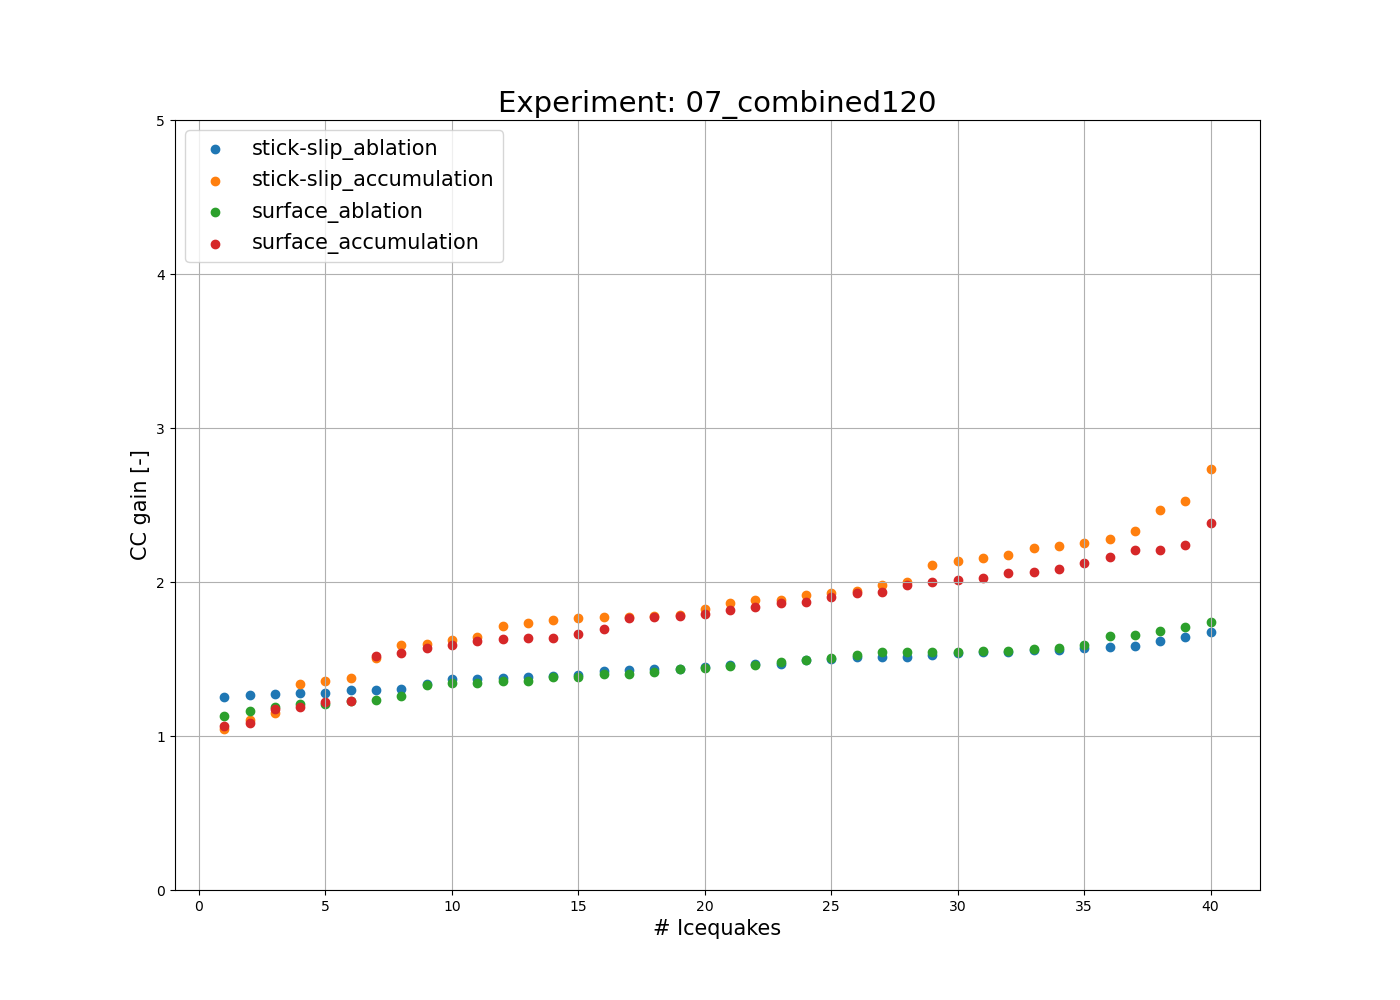 Experiment: 07_combined120
stick-slip_ablation
stick-slip_accumulation
surface_ablation
surface_accumulation
5
4
3
2
1
0
CC gain [-]
0 5 10 15 20 25 30 35 40
# Icequakes